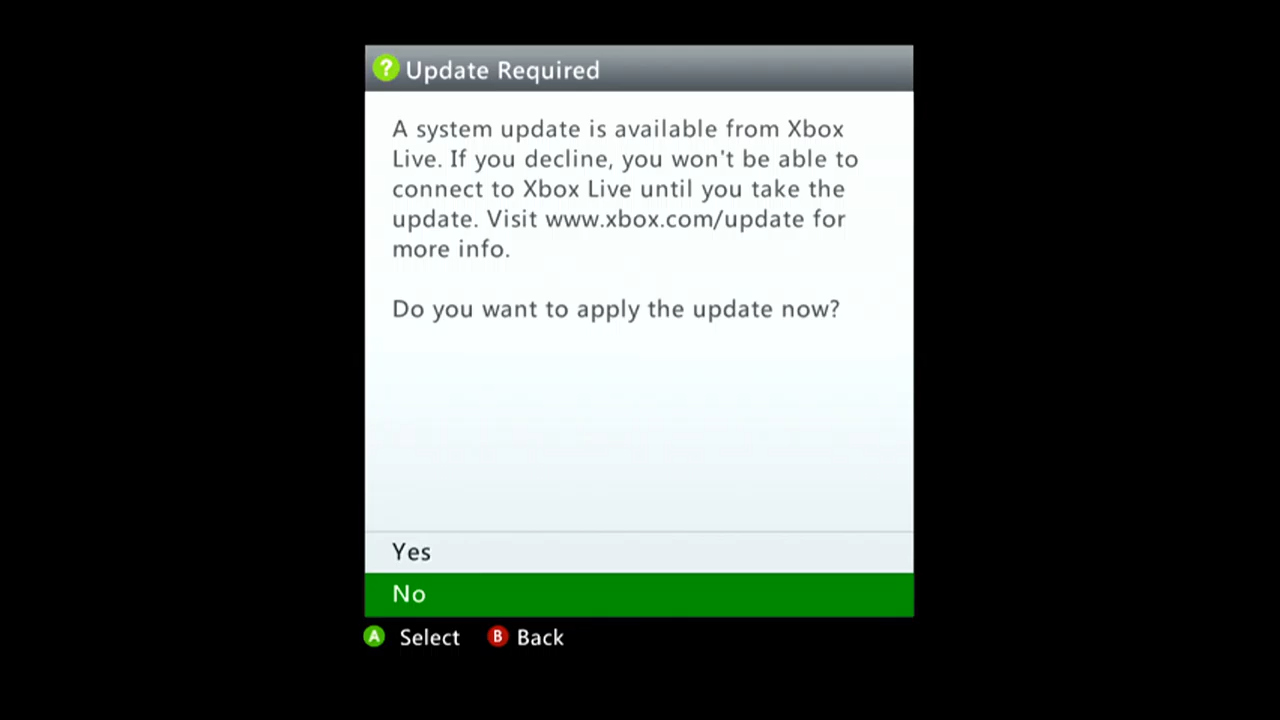 ? Update Required
A system update is available from Xbox
Live. If you decline, you won't be able to
connect to Xbox Live until you take the
update. Visit www.xbox.com/update for
more info.
Do you want to apply the update now?
Yes
No
A Select B Back